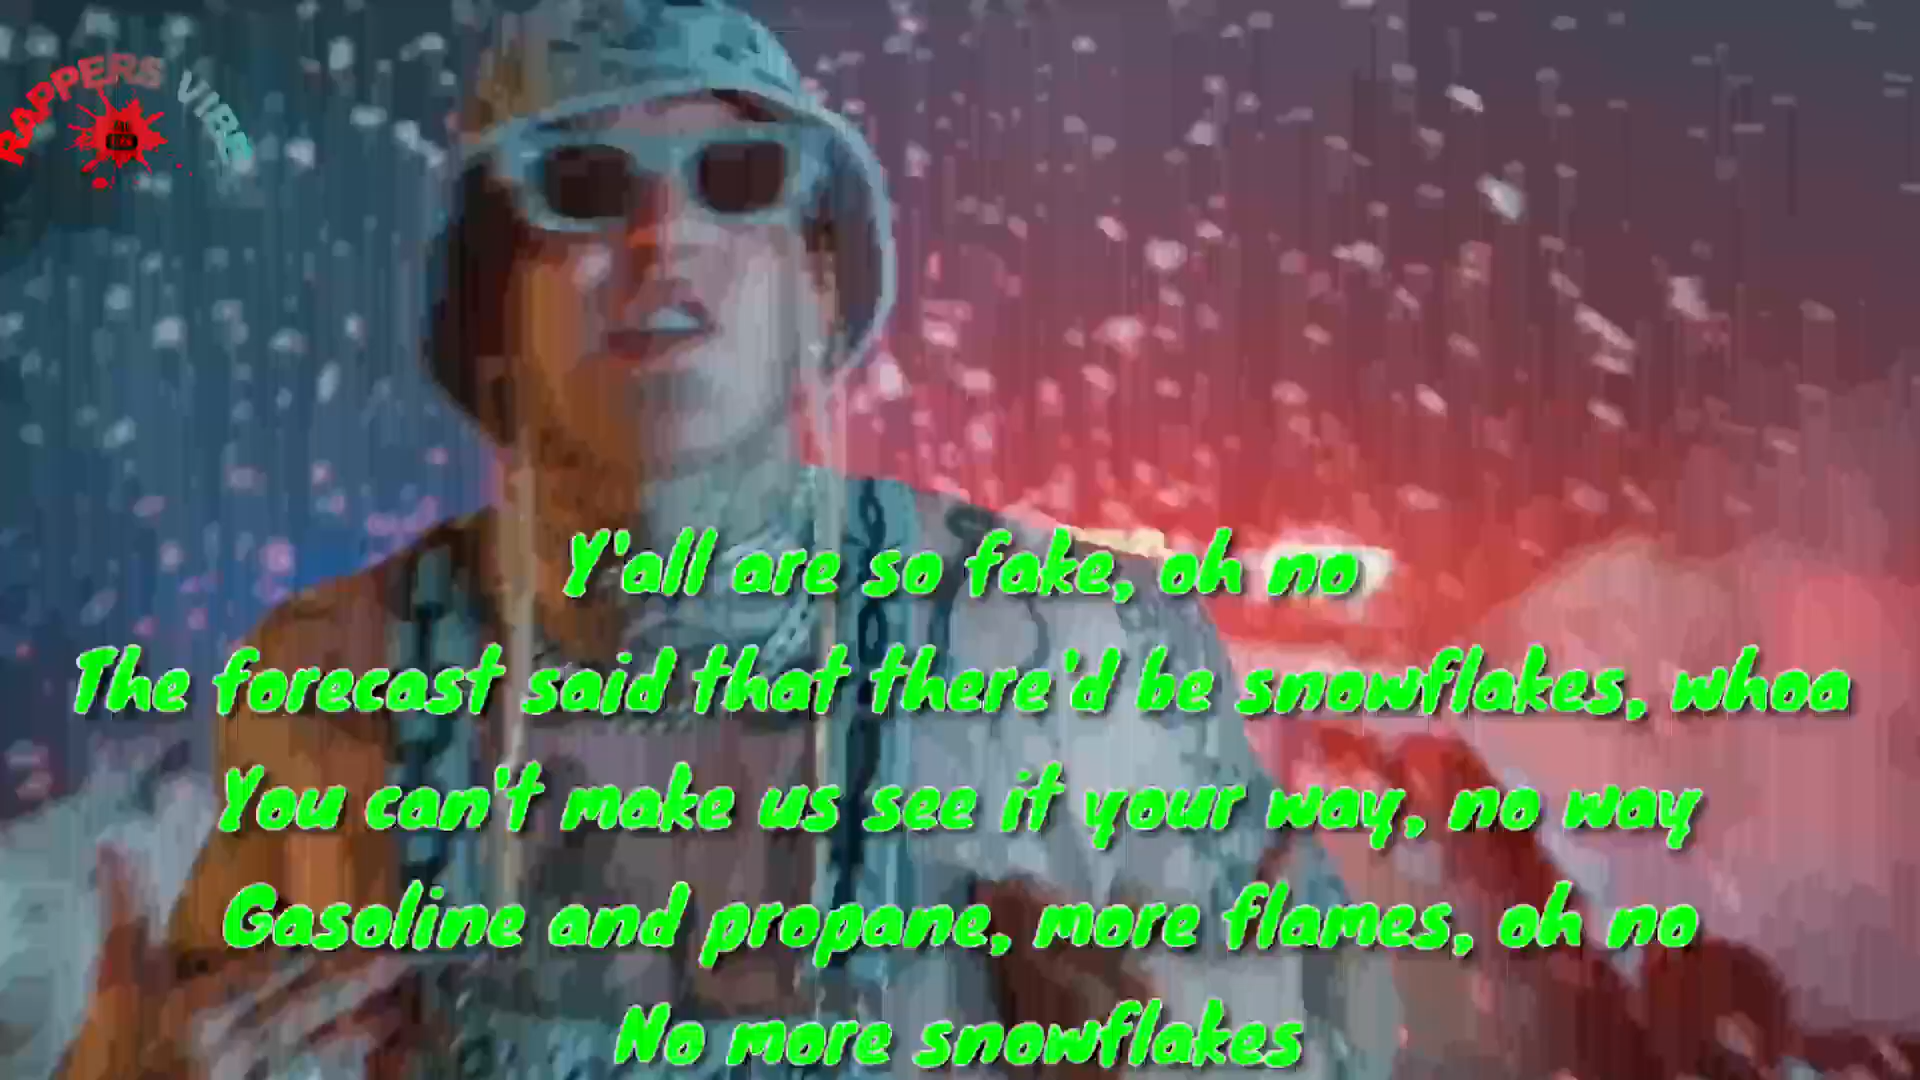 RAPPERS VIBE
Y'all are so fake, oh no
The forecast said that there'd be snowflakes, whoa
You can't make us see it your way, no way
Gasoline and propane, more flames, oh no
No more snowflakes